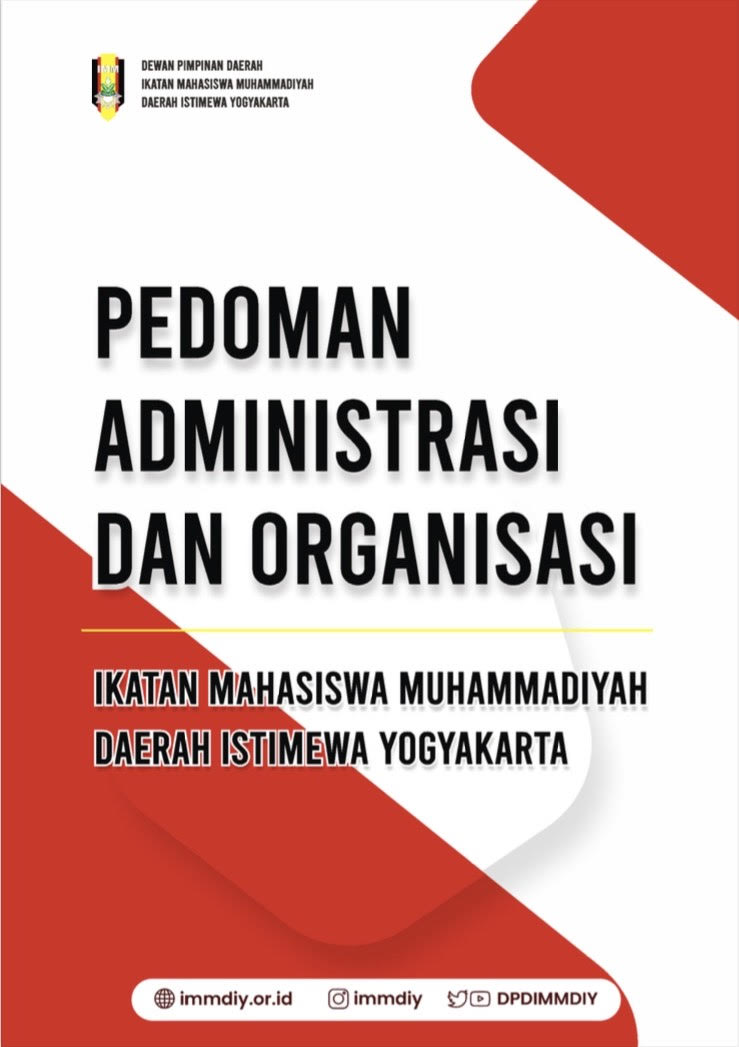 IMM
DEWAN PIMPINAN DAERAH
IKATAN MAHASISWA MUHAMMADIYAH
DAERAH ISTIMEWA YOGYAKARTA
PEDOMAN
ADMINISTRASI
DAN ORGANISASI
IKATAN MAHASISWA MUHAMMADIYAH
DAERAH ISTIMEWA YOGYAKARTA
immdiy.or.id immdiy DPDIMMDIY